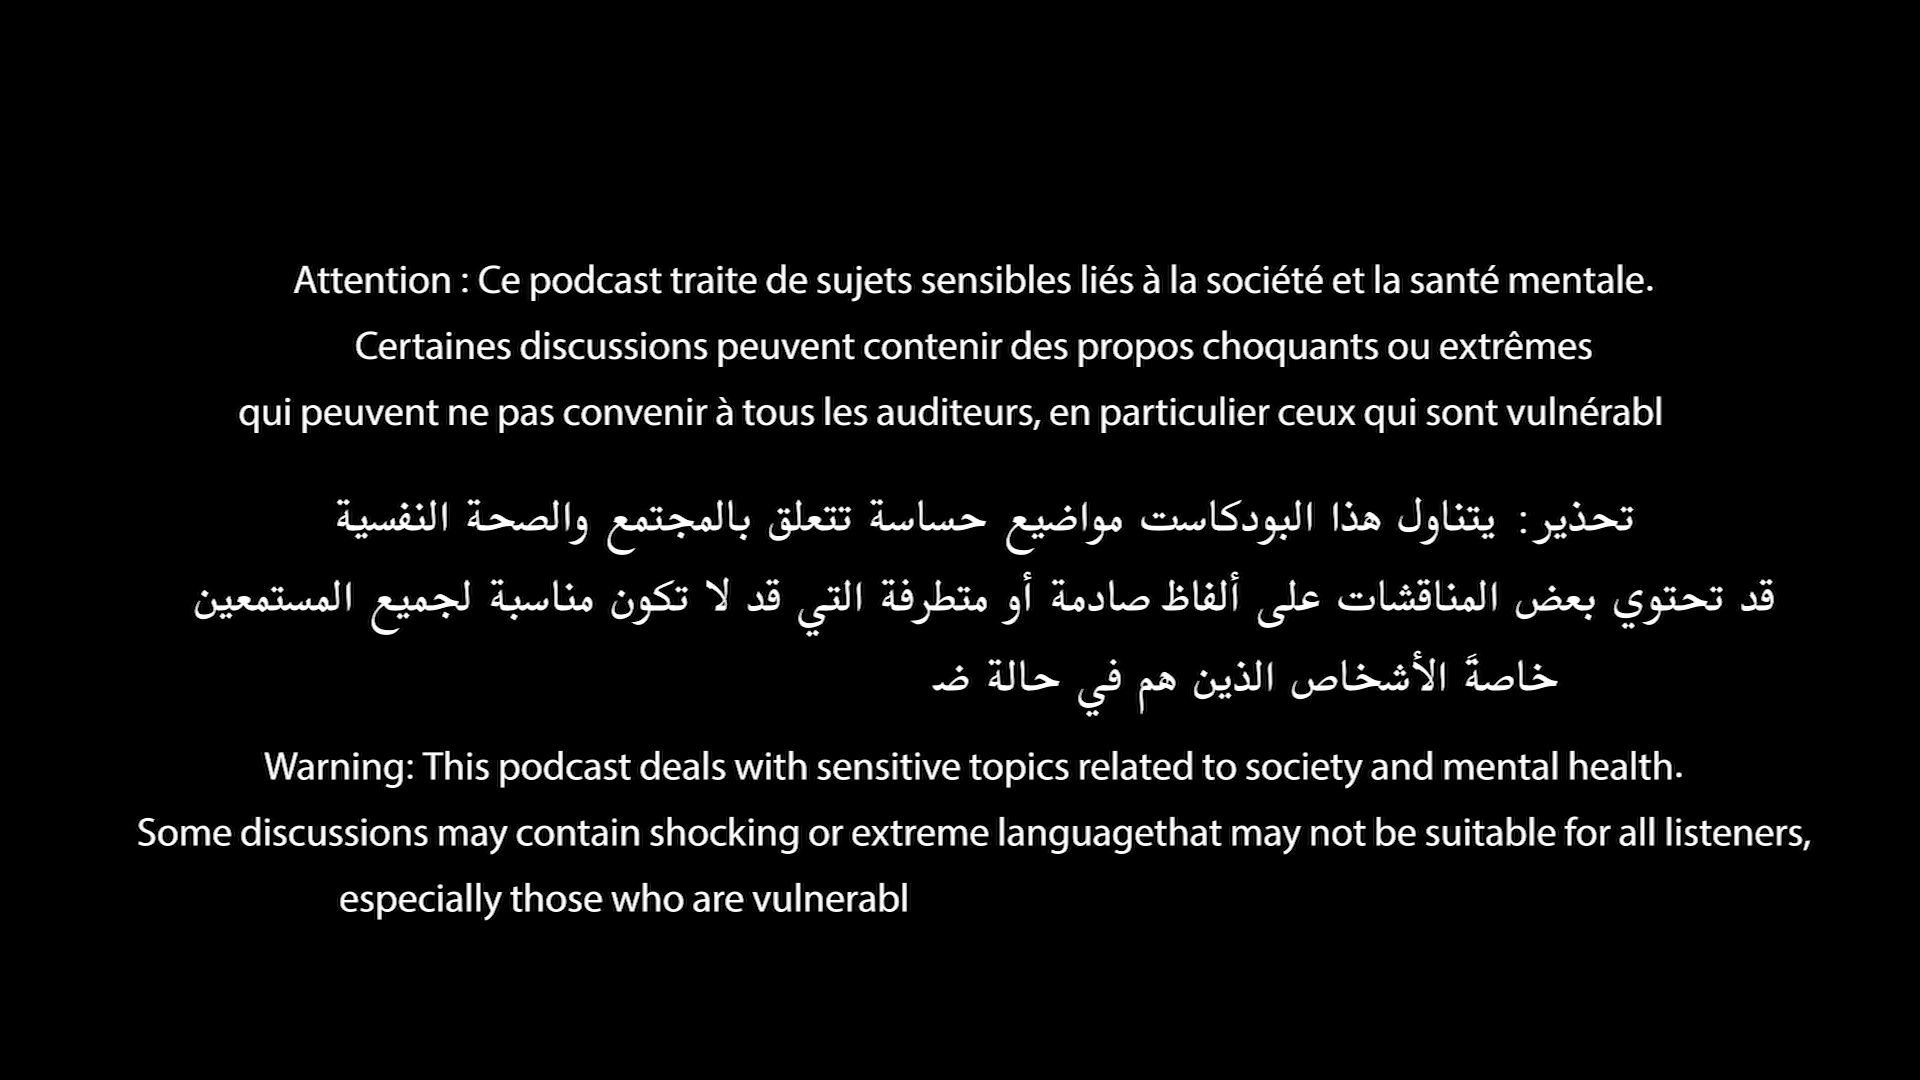 Attention : Ce podcast traite de sujets sensibles liés à la société et la santé mentale.
Certaines discussions peuvent contenir des propos choquants ou extrêmes
qui peuvent ne pas convenir à tous les auditeurs, en particulier ceux qui sont vulnérabl
تحذير: يتناول هذا البودكاست مواضيع حساسة تتعلق بالمجتمع والصحة النفسية
قد تحتوي بعض المناقشات على ألفاظ صادمة أو متطرفة التي قد لا تكون مناسبة لجميع المستمعين
خاصةً الأشخاص الذين هم في حالة ضـ
Warning: This podcast deals with sensitive topics related to society and mental health.
Some discussions may contain shocking or extreme languagethat may not be suitable for all listeners,
especially those who are vulnerabl